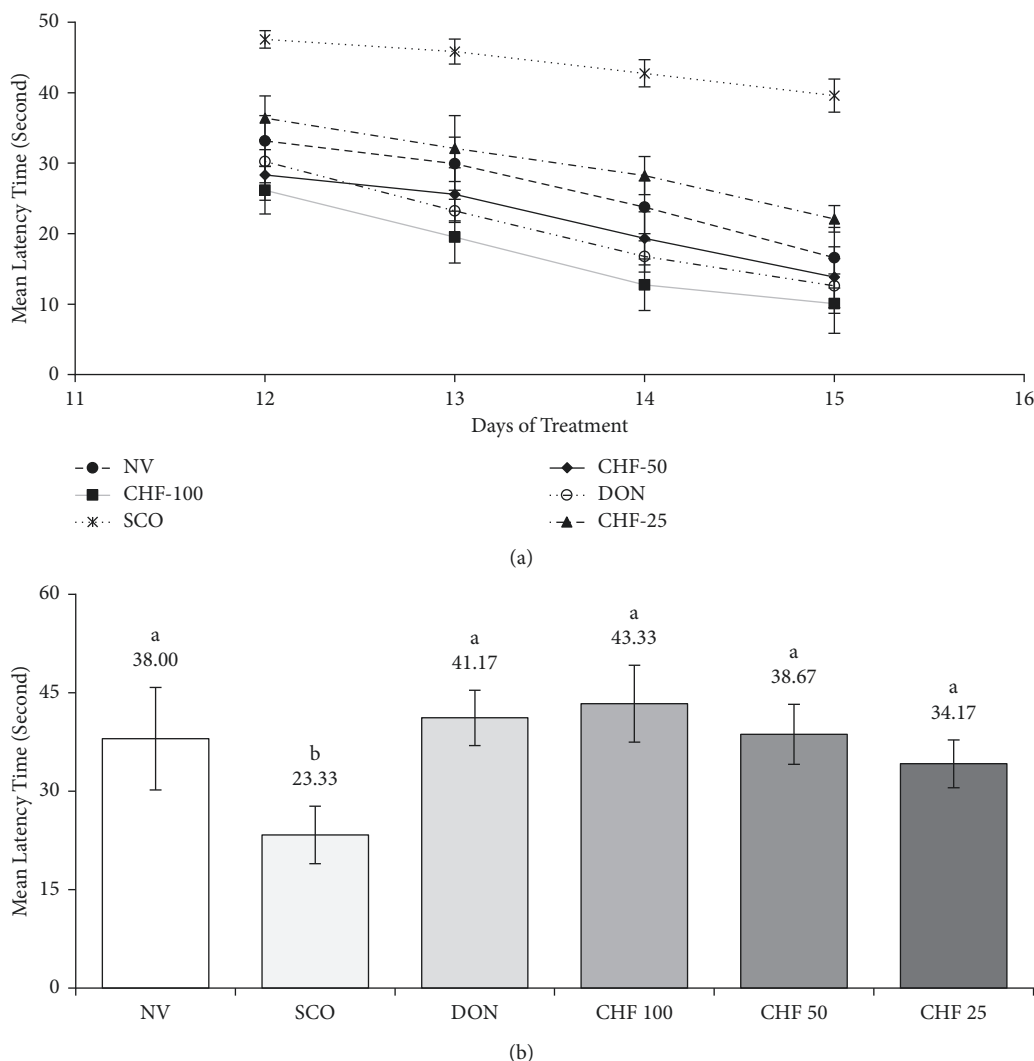 50
40
30
20
10
0
Mean Latency Time (Second)
11 12 13 14 15 16
Days of Treatment
NV CHF-50
CHF-100 DON
SCO CHF-25
(a)
60
45
30
15
0
Mean Latency Time (Second)
a a a a a
38.00 41.17 43.33 38.67 34.17
b
23.33
NV SCO DON CHF 100 CHF 50 CHF 25
(b)